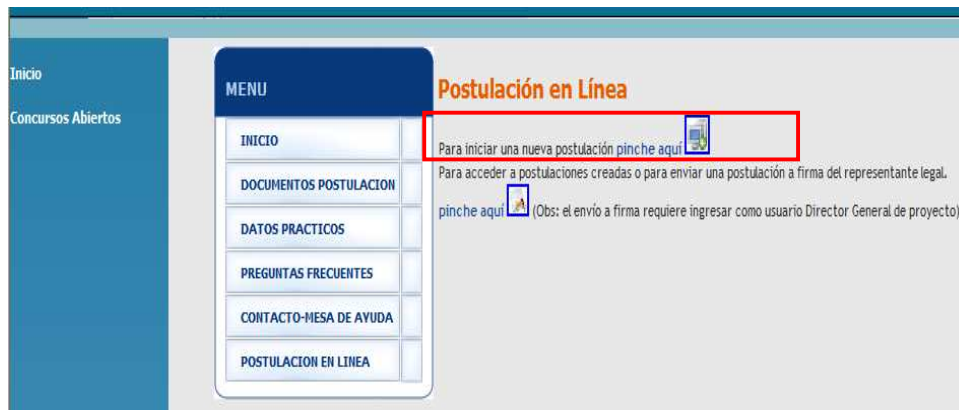 Inicio
Concursos Abiertos
MENU
INICIO
DOCUMENTOS POSTULACION
DATOS PRACTICOS
PREGUNTAS FRECUENTES
CONTACTO-MESA DE AYUDA
POSTULACION EN LINEA
Postulación en Línea
Para iniciar una nueva postulación pinche aquí
Para acceder a postulaciones creadas o para enviar una postulación a firma del representante legal.
pinche aquí (Obs: el envío a firma requiere ingresar como usuario Director General de proyecto)